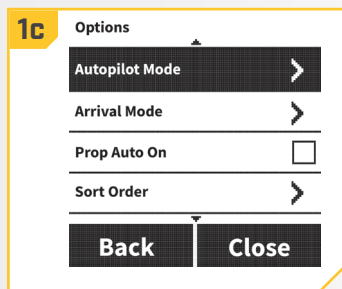 1c
Options
Autopilot Mode
Arrival Mode
Prop Auto On
Sort Order
Back Close